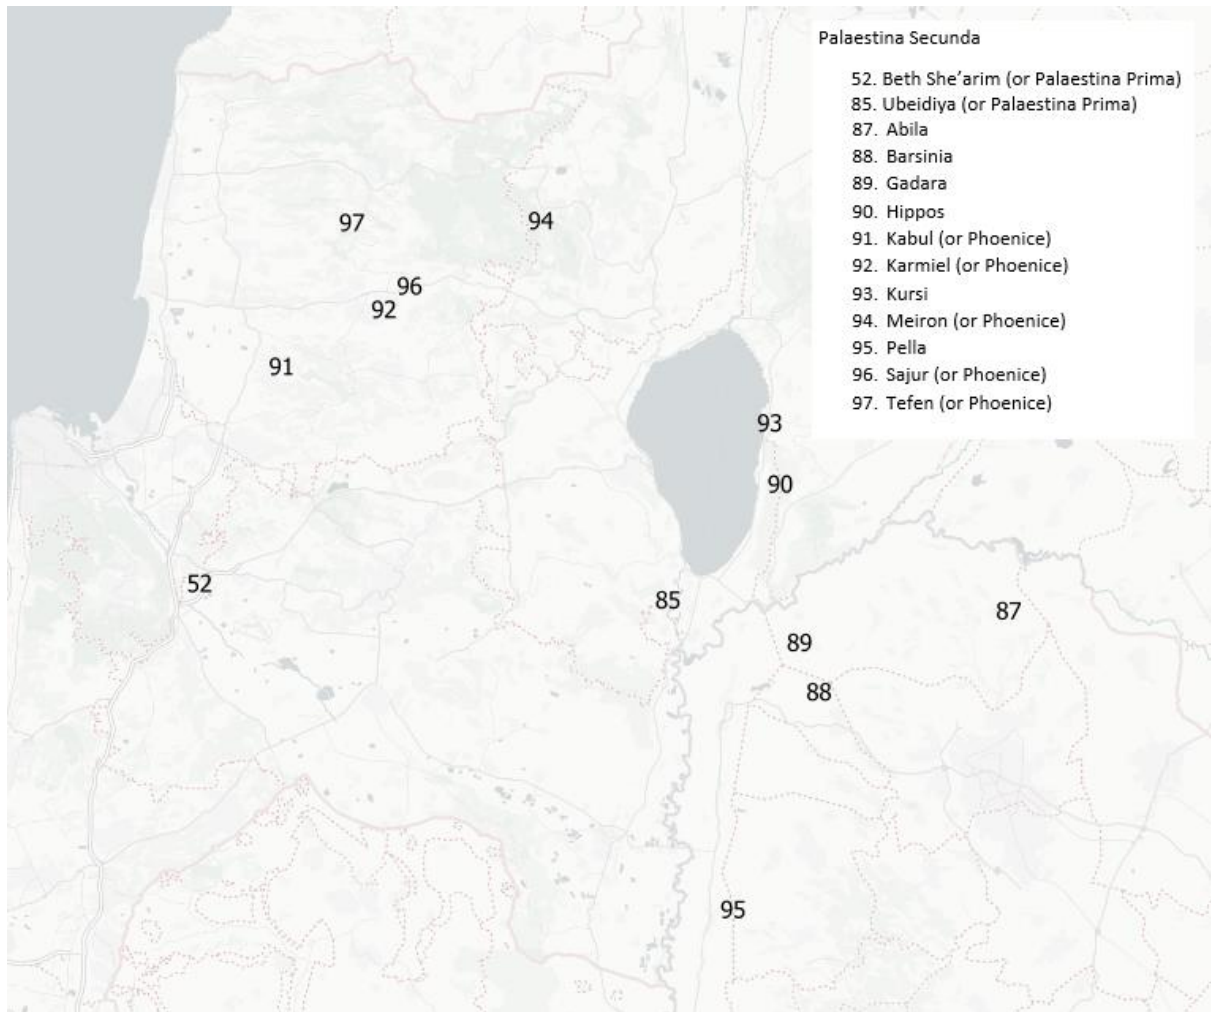 Palaestina Secunda
52. Beth She’arim (or Palaestina Prima)
85. Ubeidiya (or Palaestina Prima)
87. Abila
88. Barsinia
89. Gadara
90. Hippos
91. Kabul (or Phoenice)
92. Karmiel (or Phoenice)
93. Kursi
94. Meiron (or Phoenice)
95. Pella
96. Sajur (or Phoenice)
97. Tefen (or Phoenice)
97
94
96
92
91
93
90
52
85
87
89
88
95